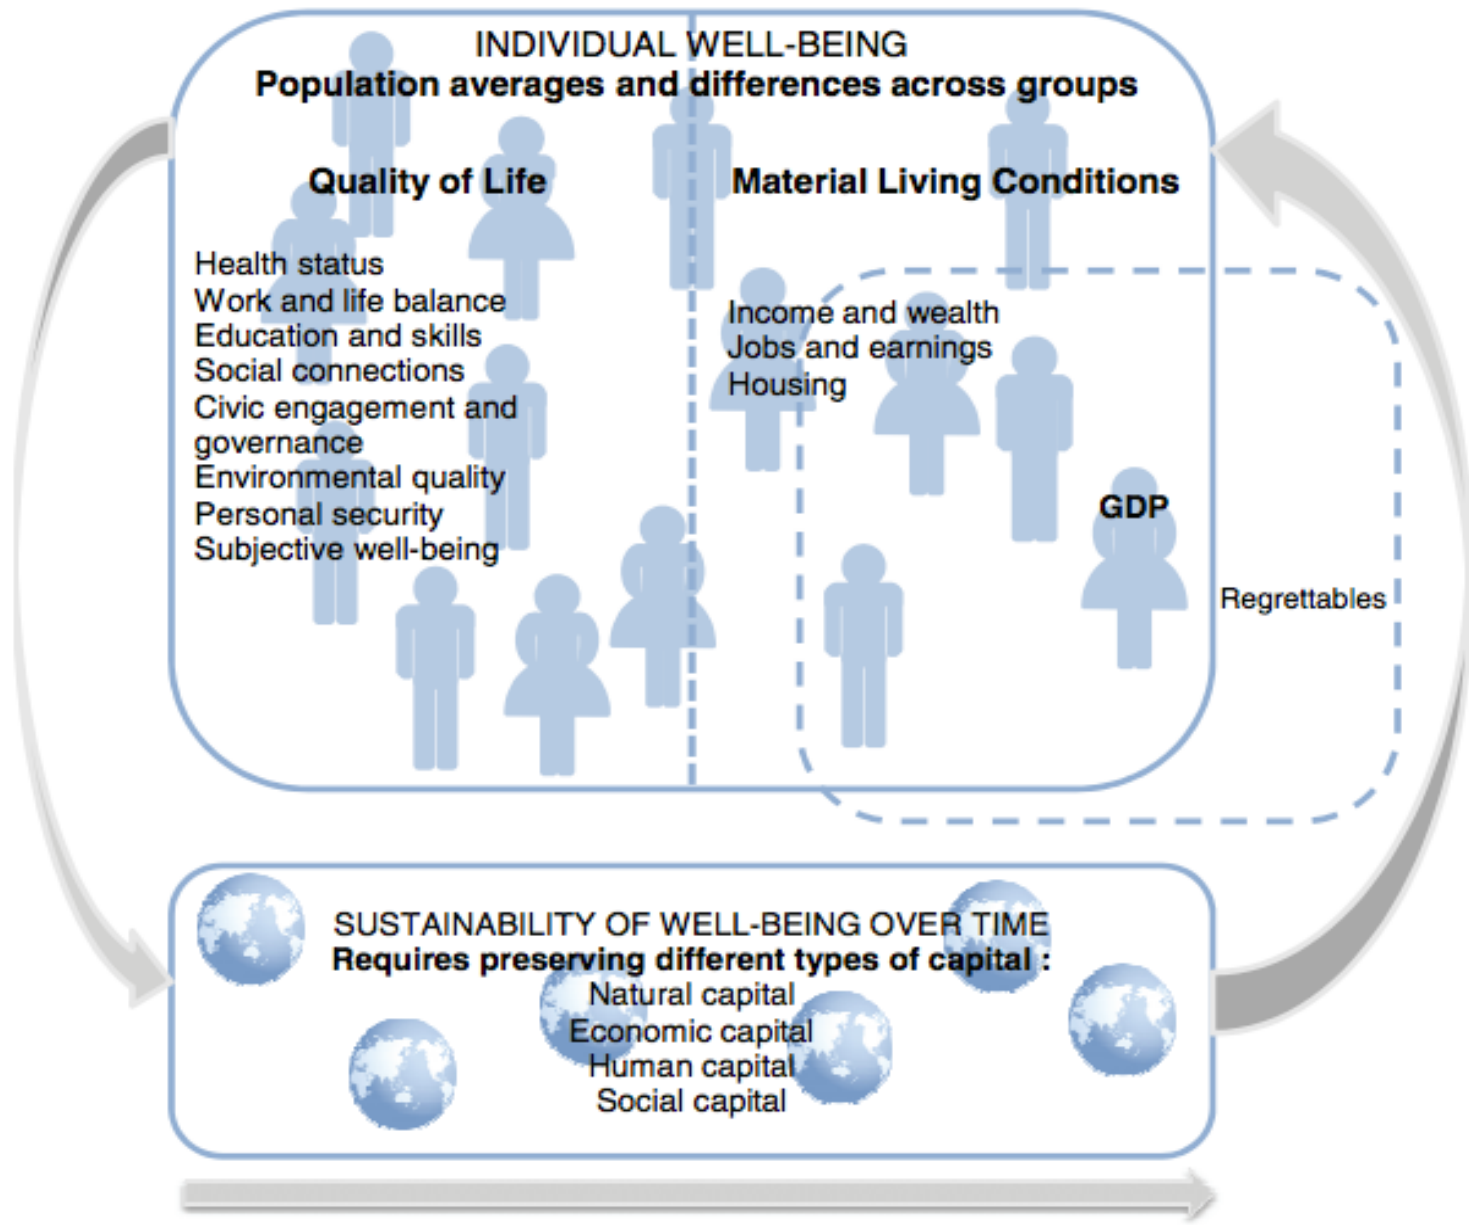 INDIVIDUAL WELL-BEING
Population averages and differences across groups
Quality of Life
Health status
Work and life balance
Education and skills
Social connections
Civic engagement and
governance
Environmental quality
Personal security
Subjective well-being
Material Living Conditions
Income and wealth
Jobs and earnings
Housing
GDP
Regrettables
SUSTAINABILITY OF WELL-BEING OVER TIME
Requires preserving different types of capital :
Natural capital
Economic capital
Human capital
Social capital